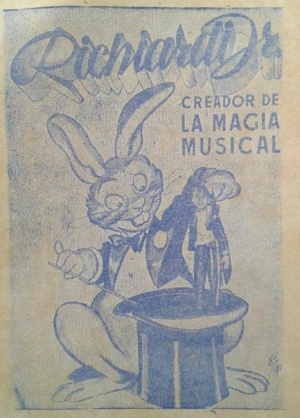 Richiardi Jr
CREADOR DE
LA MAGIA
MUSICAL